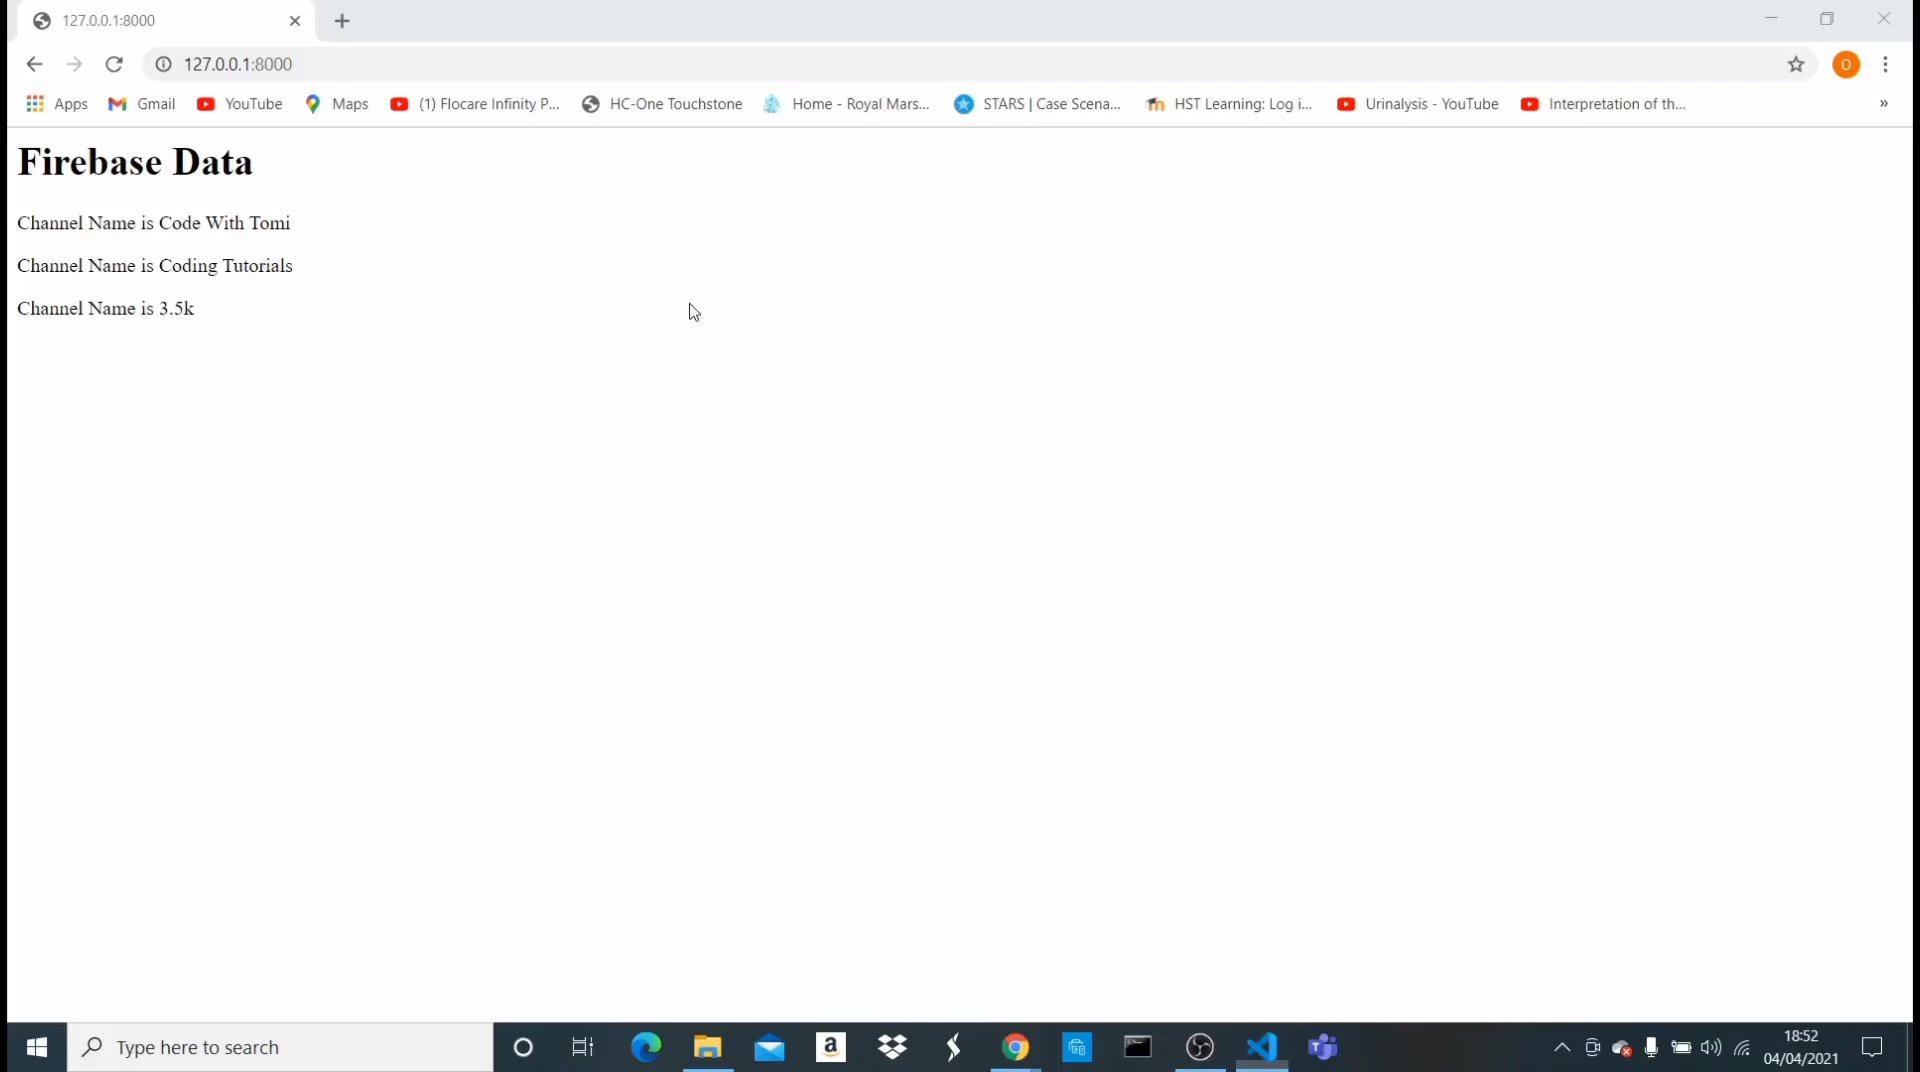 127.0.0.1:8000
127.0.0.1:8000
O
Apps Gmail YouTube Maps (1) Flocare Infinity P... HC-One Touchstone Home - Royal Mars... STARS | Case Scena... HST Learning: Log i... Urinalysis - YouTube Interpretation of th... »
Firebase Data
Channel Name is Code With Tomi
Channel Name is Coding Tutorials
Channel Name is 3.5k
Type here to search
a
18:52
04/04/2021